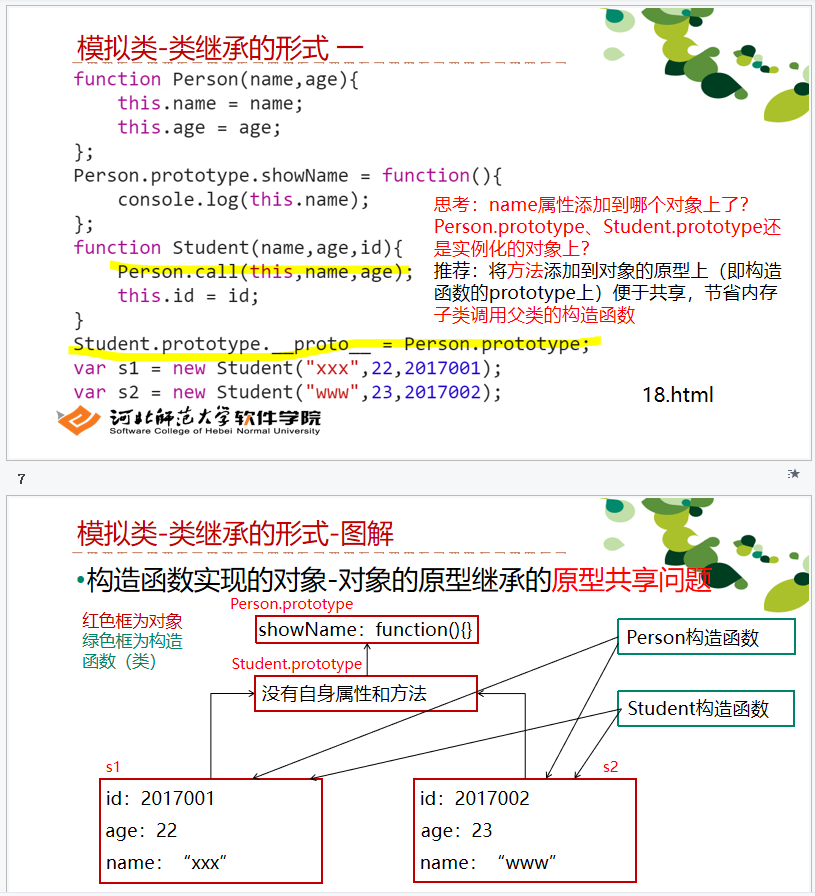 模拟类-类继承的形式 一
function Person(name,age){
this.name = name;
this.age = age;
};
Person.prototype.showName = function(){
console.log(this.name);
};
function Student(name,age,id){
Person.call(this,name,age);
this.id = id;
}
Student.prototype.__proto__ = Person.prototype;
var s1 = new Student("xxx",22,2017001);
var s2 = new Student("www",23,2017002);
思考：name属性添加到哪个对象上了？
Person.prototype、Student.prototype还
是实例化的对象上？
推荐：将方法添加到对象的原型上（即构造
函数的prototype上）便于共享，节省内存
子类调用父类的构造函数
18.html
河北师范大学软件学院
Software College of Hebei Normal University
7
模拟类-类继承的形式-图解
•构造函数实现的对象-对象的原型继承的原型共享问题
红色框为对象
绿色框为构造
函数（类）
Person.prototype
showName：function(){}
Student.prototype
没有自身属性和方法
Person构造函数
Student构造函数
s1
id：2017001
age：22
name：“xxx”
s2
id：2017002
age：23
name：“www”